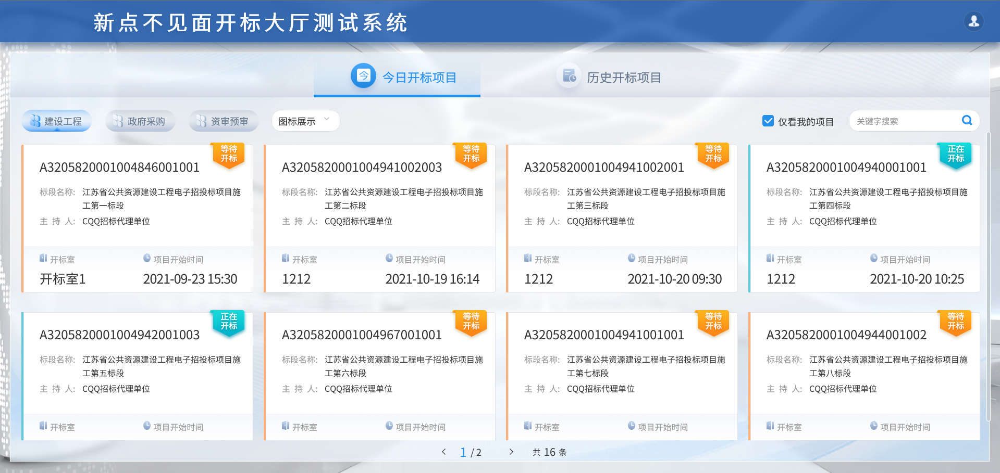 新点不见面开标大厅测试系统
今
今日开标项目
历史开标项目
建设工程
政府采购
资审预审
图标展示
仅看我的项目
关键字搜索
等待
开标
A3205820001004846001001
标段名称: 江苏省公共资源建设工程电子招投标项目施
工第一标段
主 持 人: CQQ招标代理单位
开标室
项目开始时间
开标室1
2021-09-23 15:30
等待
开标
A3205820001004941002003
标段名称: 江苏省公共资源建设工程电子招投标项目施
工第二标段
主 持 人: CQQ招标代理单位
开标室
项目开始时间
1212
2021-10-19 16:14
等待
开标
A3205820001004941002001
标段名称: 江苏省公共资源建设工程电子招投标项目施
工第三标段
主 持 人: CQQ招标代理单位
开标室
项目开始时间
1212
2021-10-20 09:30
正在
开标
A3205820001004940001001
标段名称: 江苏省公共资源建设工程电子招投标项目施
工第四标段
主 持 人: CQQ招标代理单位
开标室
项目开始时间
1212
2021-10-20 10:25
正在
开标
A3205820001004942001003
标段名称: 江苏省公共资源建设工程电子招投标项目施
工第五标段
主 持 人: CQQ招标代理单位
开标室
项目开始时间
等待
开标
A3205820001004967001001
标段名称: 江苏省公共资源建设工程电子招投标项目施
工第六标段
主 持 人: CQQ招标代理单位
开标室
项目开始时间
等待
开标
A3205820001004941001001
标段名称: 江苏省公共资源建设工程电子招投标项目施
工第七标段
主 持 人: CQQ招标代理单位
开标室
项目开始时间
等待
开标
A3205820001004944001002
标段名称: 江苏省公共资源建设工程电子招投标项目施
工第八标段
主 持 人: CQQ招标代理单位
开标室
项目开始时间
1 / 2
共 16 条